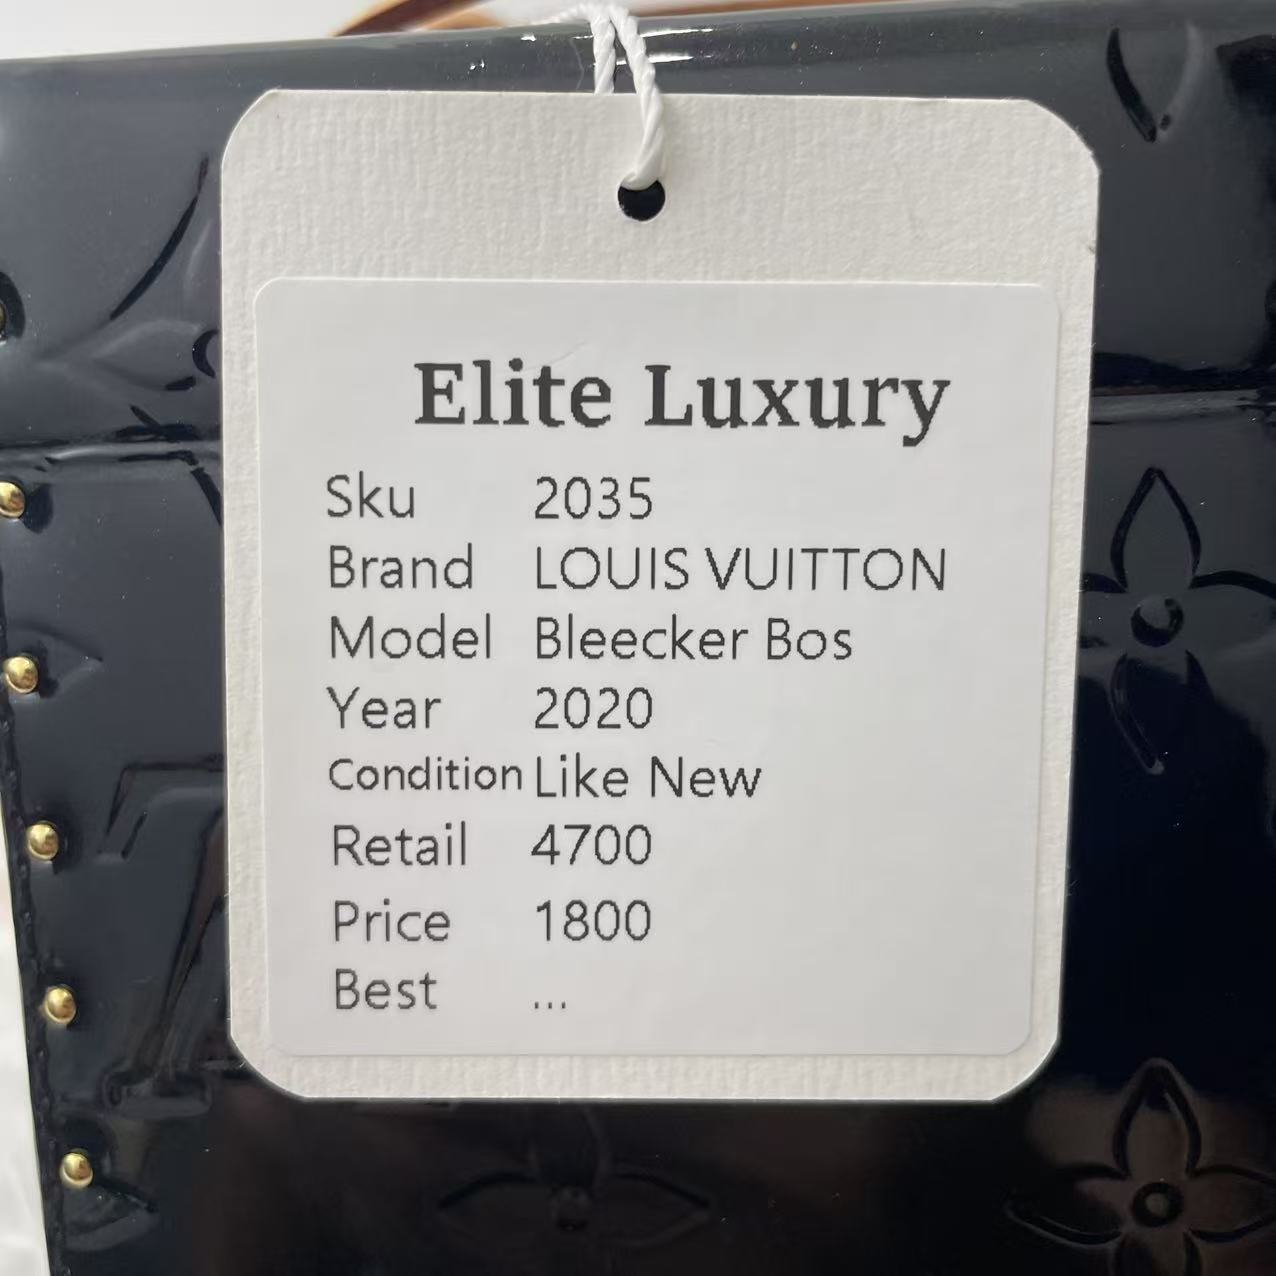 Elite Luxury
Sku 2035
Brand LOUIS VUITTON
Model Bleecker Bos
Year 2020
Condition Like New
Retail 4700
Price 1800
Best ...